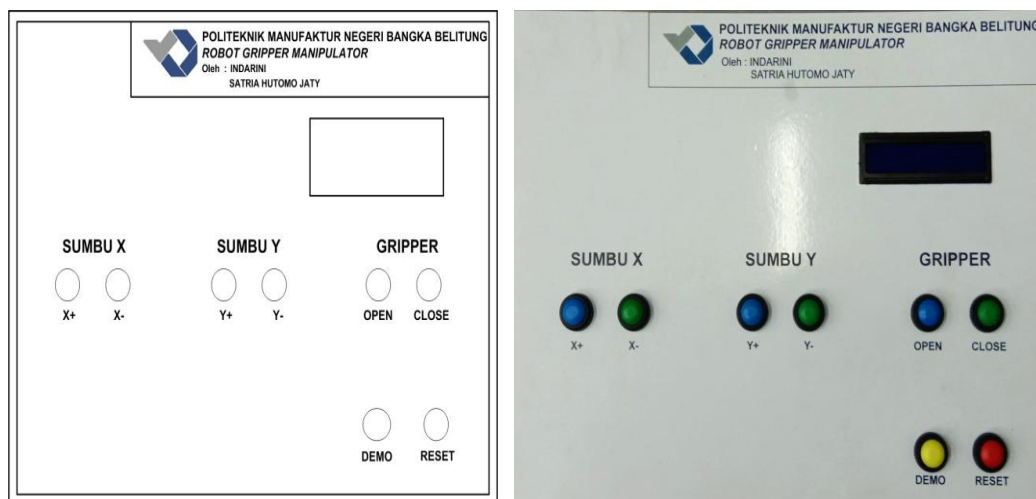 POLITEKNIK MANUFAKTUR NEGERI BANGKA BELITUNG
ROBOT GRIPPER MANIPULATOR
Oleh : INDARINI
SATRIA HUTOMO JATY
SUMBU X SUMBU Y GRIPPER
X+ X- Y+ Y- OPEN CLOSE
DEMO RESET
POLITEKNIK MANUFAKTUR NEGERI BANGKA BELITUNG
ROBOT GRIPPER MANIPULATOR
Oleh : INDARINI
SATRIA HUTOMO JATY
SUMBU X SUMBU Y GRIPPER
X+ X- Y+ Y- OPEN CLOSE
DEMO RESET